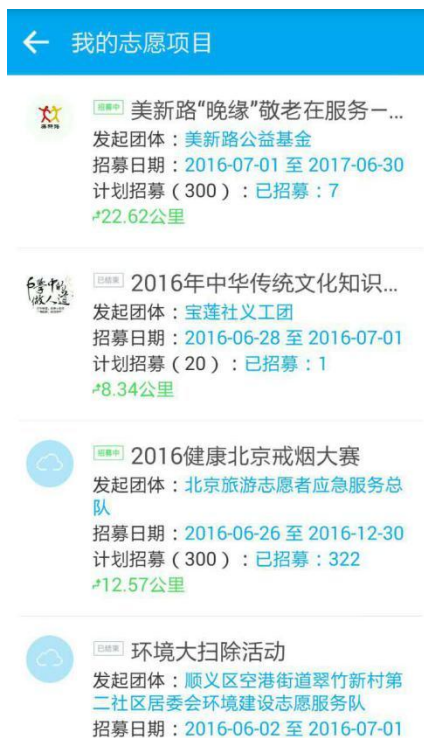 我的志愿项目
招募中 美新路“晚缘”敬老在服务一...
发起团体：美新路公益基金
招募日期：2016-07-01 至 2017-06-30
计划招募（300）：已招募：7
22.62公里
已结束 2016年中华传统文化知识...
发起团体：宝莲社义工团
招募日期：2016-06-28 至 2016-07-01
计划招募（20）：已招募：1
8.34公里
招募中 2016健康北京戒烟大赛
发起团体：北京旅游志愿者应急服务总
队
招募日期：2016-06-26 至 2016-12-30
计划招募（300）：已招募：322
12.57公里
已结束 环境大扫除活动
发起团体：顺义区空港街道翠竹新村第
二社区居委会环境建设志愿服务队
招募日期：2016-06-02 至 2016-07-01